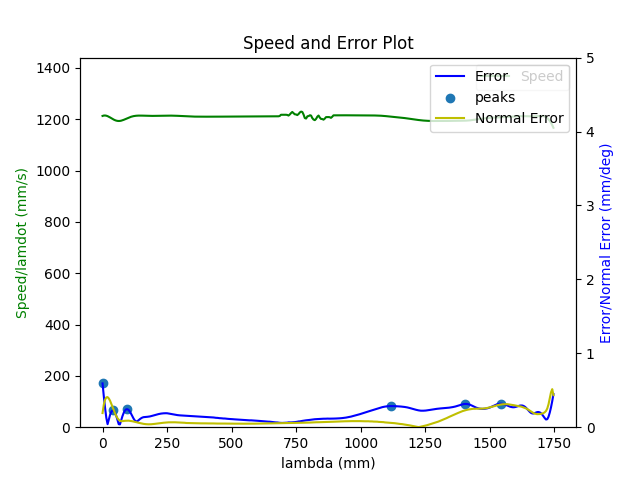 Speed and Error Plot
1400
1200
1000
800
600
400
200
0
Speed/lamdot (mm/s)
5
4
3
2
1
0
Error/Normal Error (mm/deg)
Error
Speed
peaks
Normal Error
0
250
500
750
1000
1250
1500
1750
lambda (mm)